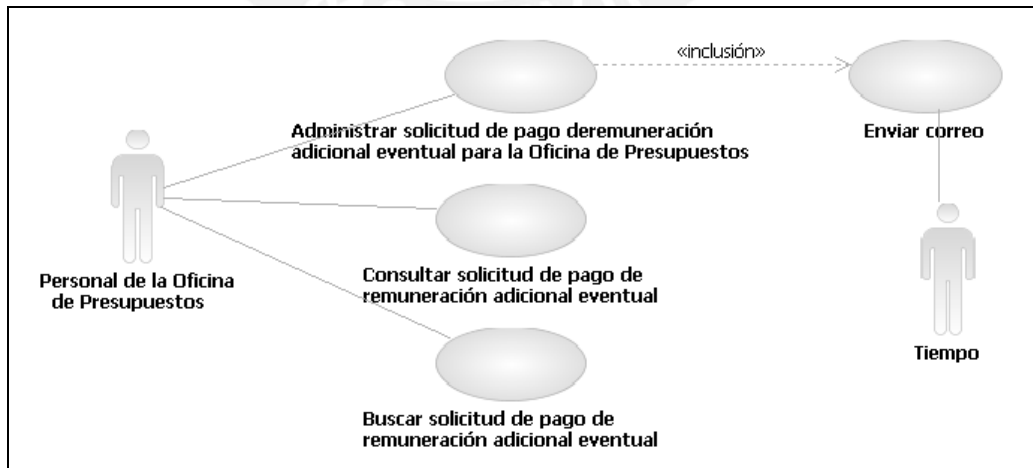 «inclusión»
Administrar solicitud de pago deremuneración
adicional eventual para la Oficina de Presupuestos
Enviar correo
Personal de la Oficina
de Presupuestos
Consultar solicitud de pago de
remuneración adicional eventual
Tiempo
Buscar solicitud de pago de
remuneración adicional eventual